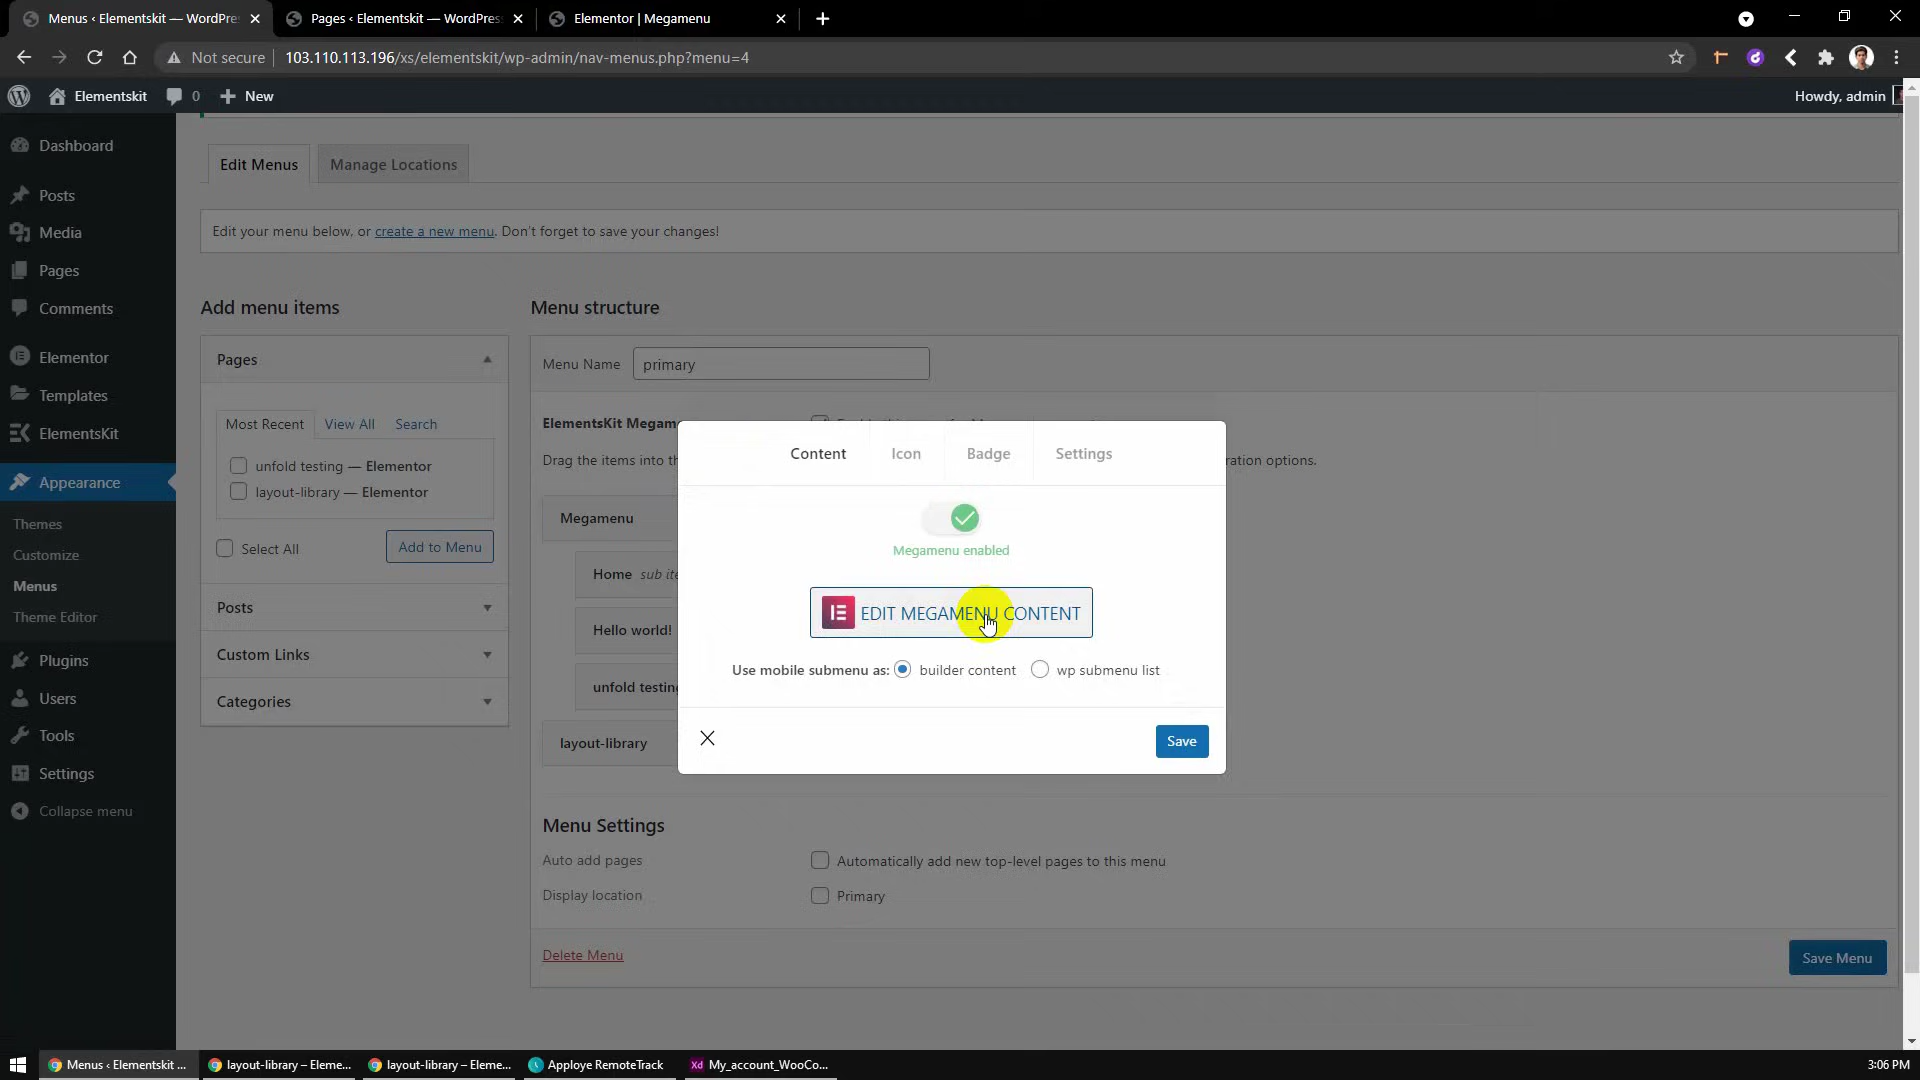 Menus ‹ Elementskit — WordPre
Pages ‹ Elementskit — WordPres
Elementor | Megamenu
Not secure
103.110.113.196/xs/elementskit/wp-admin/nav-menus.php?menu=4
Elementskit
0
New
Howdy, admin
Dashboard
Posts
Media
Pages
Comments
Elementor
Templates
ElementsKit
Appearance
Themes
Customize
Menus
Theme Editor
Plugins
Users
Tools
Settings
Collapse menu
Edit Menus
Manage Locations
Edit your menu below, or create a new menu. Don't forget to save your changes!
Add menu items
Pages
Most Recent
View All
Search
unfold testing — Elementor
layout-library — Elementor
Select All
Add to Menu
Posts
Custom Links
Categories
Menu structure
Menu Name
primary
ElementsKit Megam
Drag the items into th
ration options.
Megamenu
Home sub ite
Hello world!
unfold testing
layout-library
Content
Icon
Badge
Settings
Megamenu enabled
EDIT MEGAMENU CONTENT
Use mobile submenu as:
builder content
wp submenu list
Save
Menu Settings
Auto add pages
Automatically add new top-level pages to this menu
Display location
Primary
Delete Menu
Save Menu
Menus ‹ Elementskit ...
layout-library – Eleme...
layout-library – Eleme...
Apploye RemoteTrack
Xd
My_account_WooCo...
3:06 PM